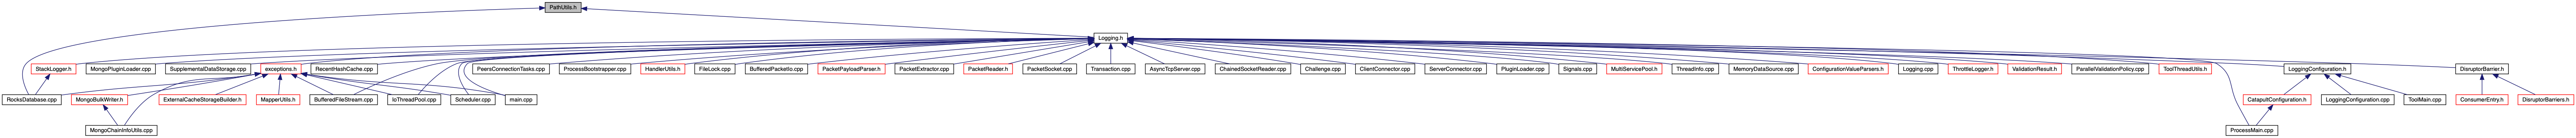 PathUtils.h
Logging.h
StackLogger.h
MongoPluginLoader.cpp
SupplementalDataStorage.cpp
exceptions.h
RecentHashCache.cpp
PeersConnectionTasks.cpp
ProcessBootstrapper.cpp
HandlerUtils.h
FileLock.cpp
BufferedPacketIo.cpp
PacketPayloadParser.h
PacketExtractor.cpp
PacketReader.h
PacketSocket.cpp
Transaction.cpp
AsyncTcpServer.cpp
ChainedSocketReader.cpp
Challenge.cpp
ClientConnector.cpp
ServerConnector.cpp
PluginLoader.cpp
Signals.cpp
MultiServicePool.h
ThreadInfo.cpp
MemoryDataSource.cpp
ConfigurationValueParsers.h
Logging.cpp
ThrottleLogger.h
ValidationResult.h
ParallelValidationPolicy.cpp
ToolThreadUtils.h
LoggingConfiguration.h
DisruptorBarrier.h
RocksDatabase.cpp
MongoBulkWriter.h
ExternalCacheStorageBuilder.h
MapperUtils.h
BufferedFileStream.cpp
IoThreadPool.cpp
Scheduler.cpp
main.cpp
CatapultConfiguration.h
LoggingConfiguration.cpp
ToolMain.cpp
ConsumerEntry.h
DisruptorBarriers.h
MongoChainInfoUtils.cpp
ProcessMain.cpp